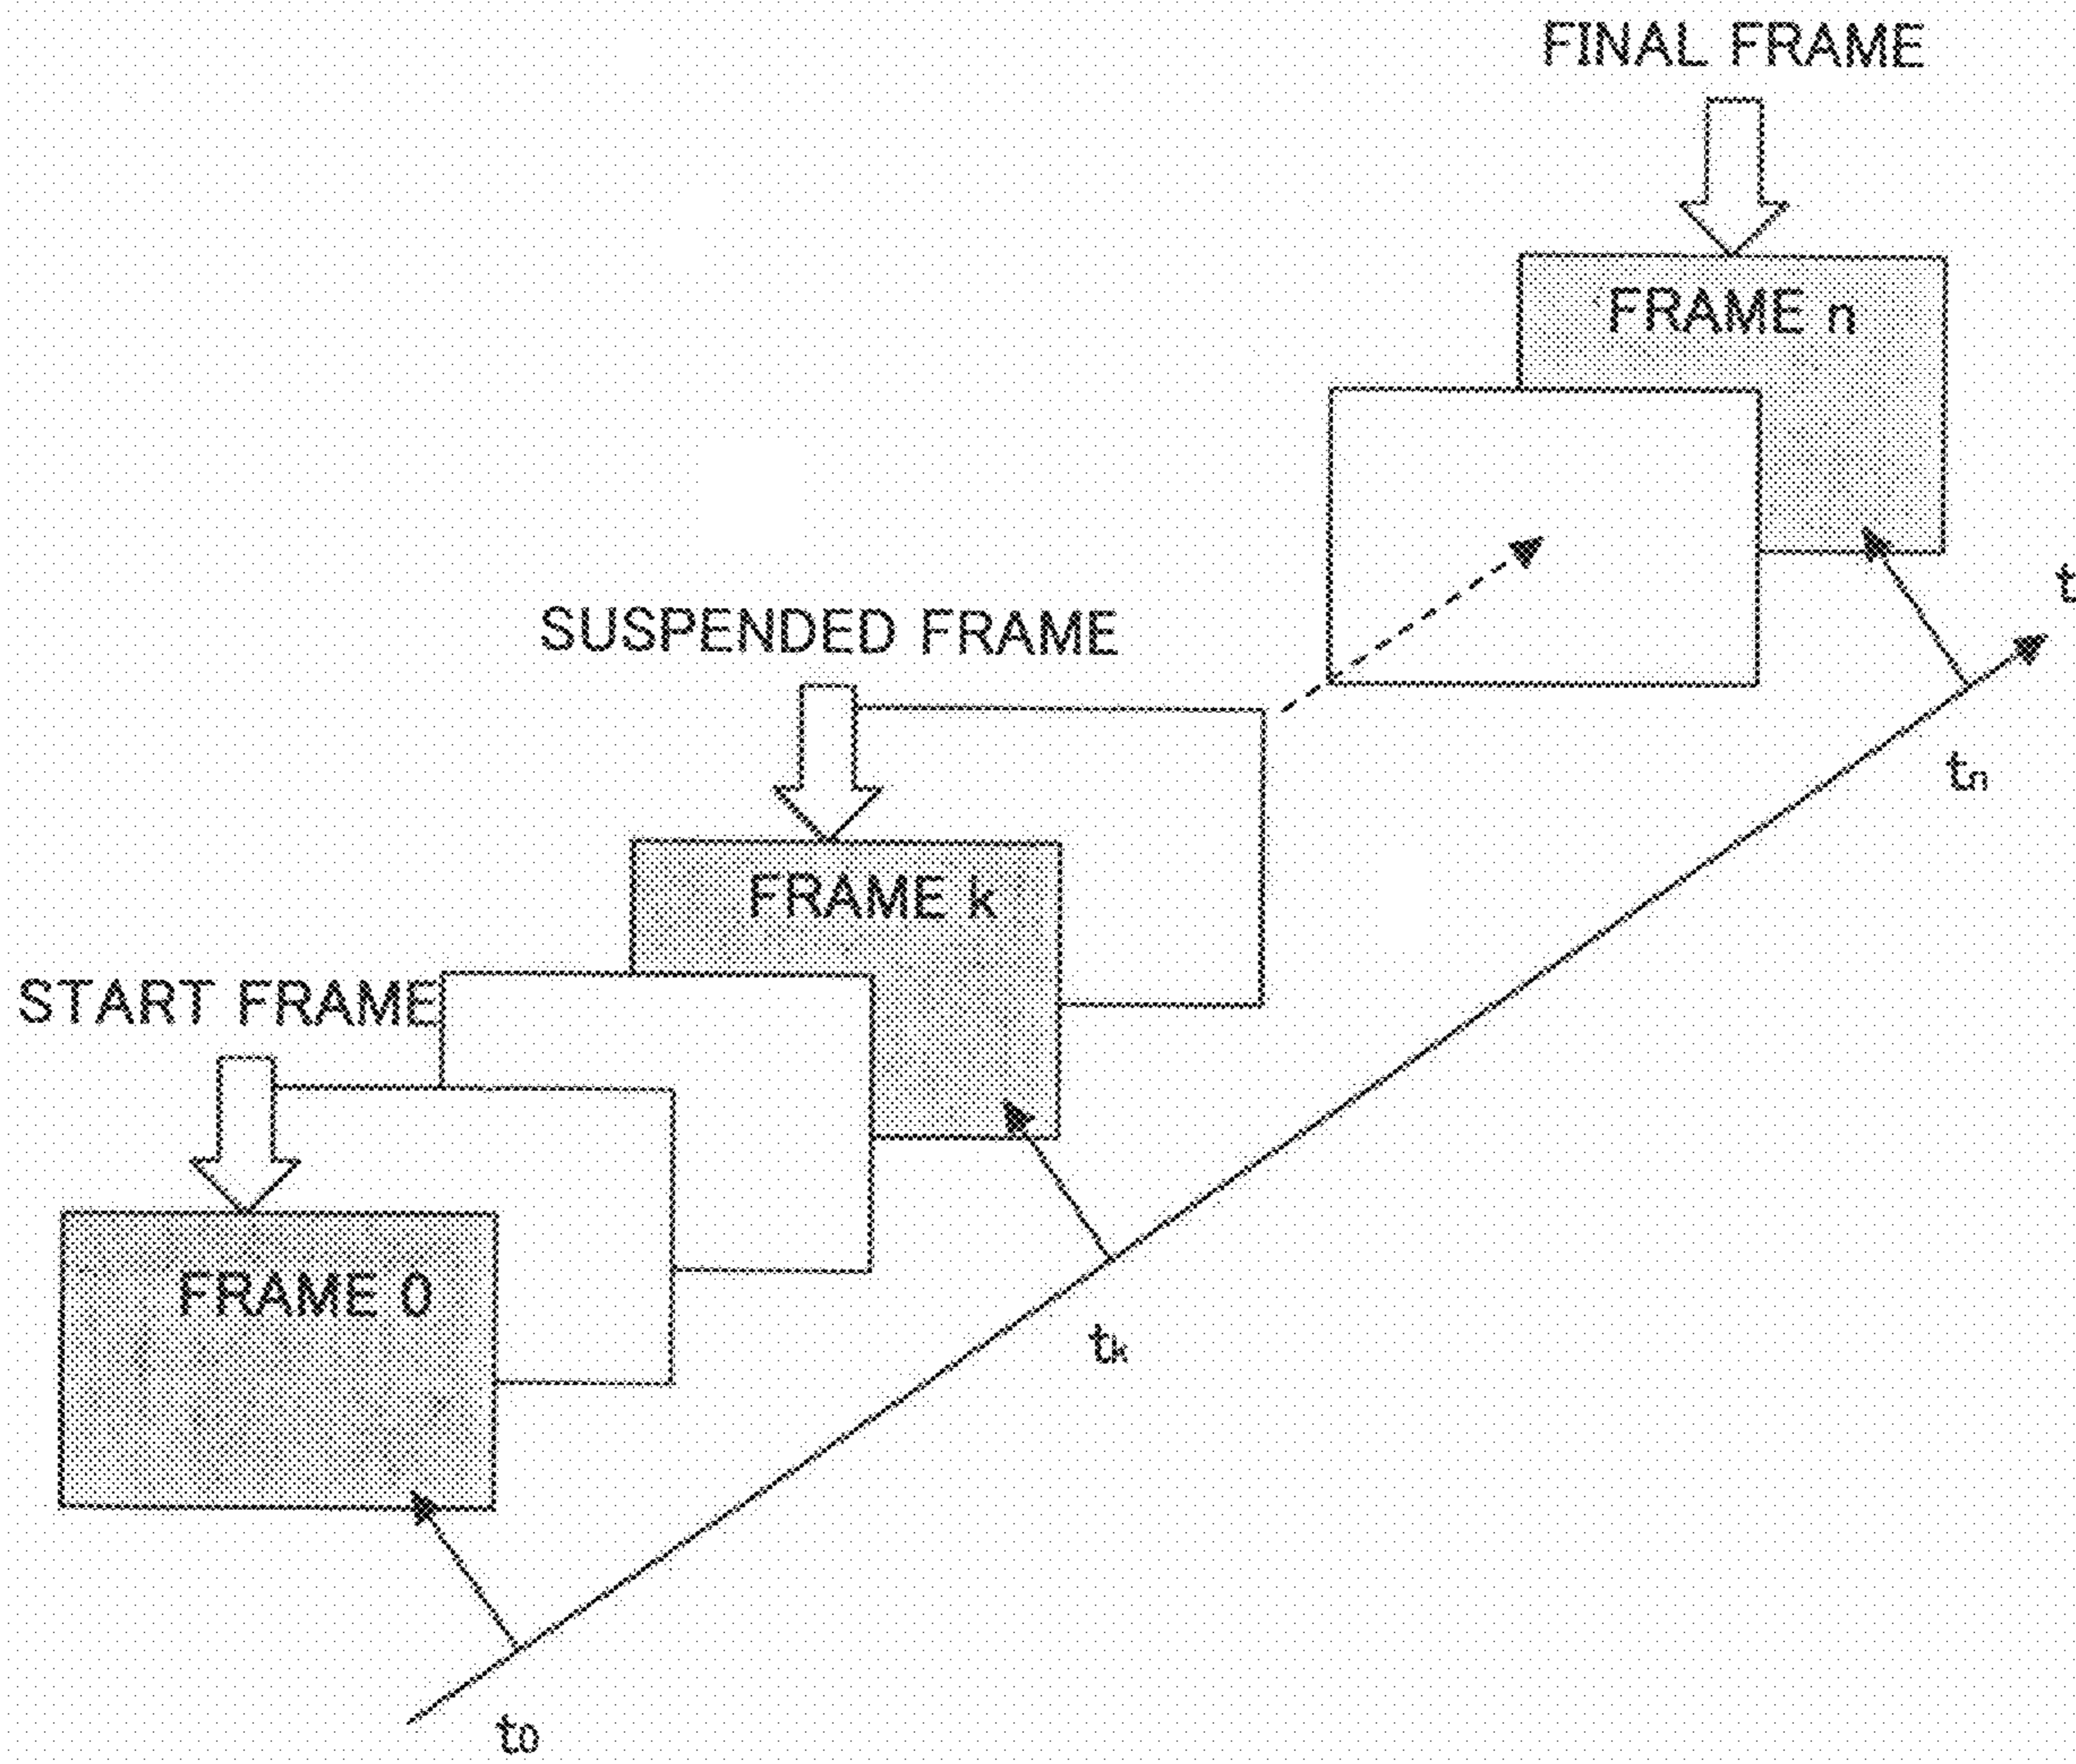 FINAL FRAME
FRAME n
t
SUSPENDED FRAME
tn
FRAME k
START FRAME
FRAME 0
tk
t0